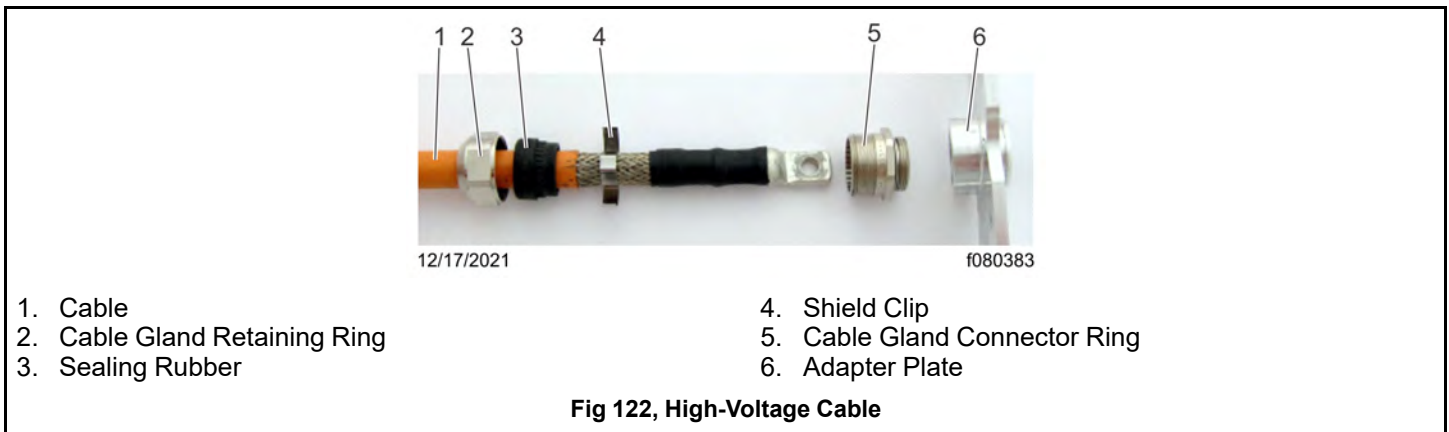 1 2 3 4 5 6
12/17/2021 f080383
1. Cable
2. Cable Gland Retaining Ring
3. Sealing Rubber
4. Shield Clip
5. Cable Gland Connector Ring
6. Adapter Plate
Fig 122, High-Voltage Cable